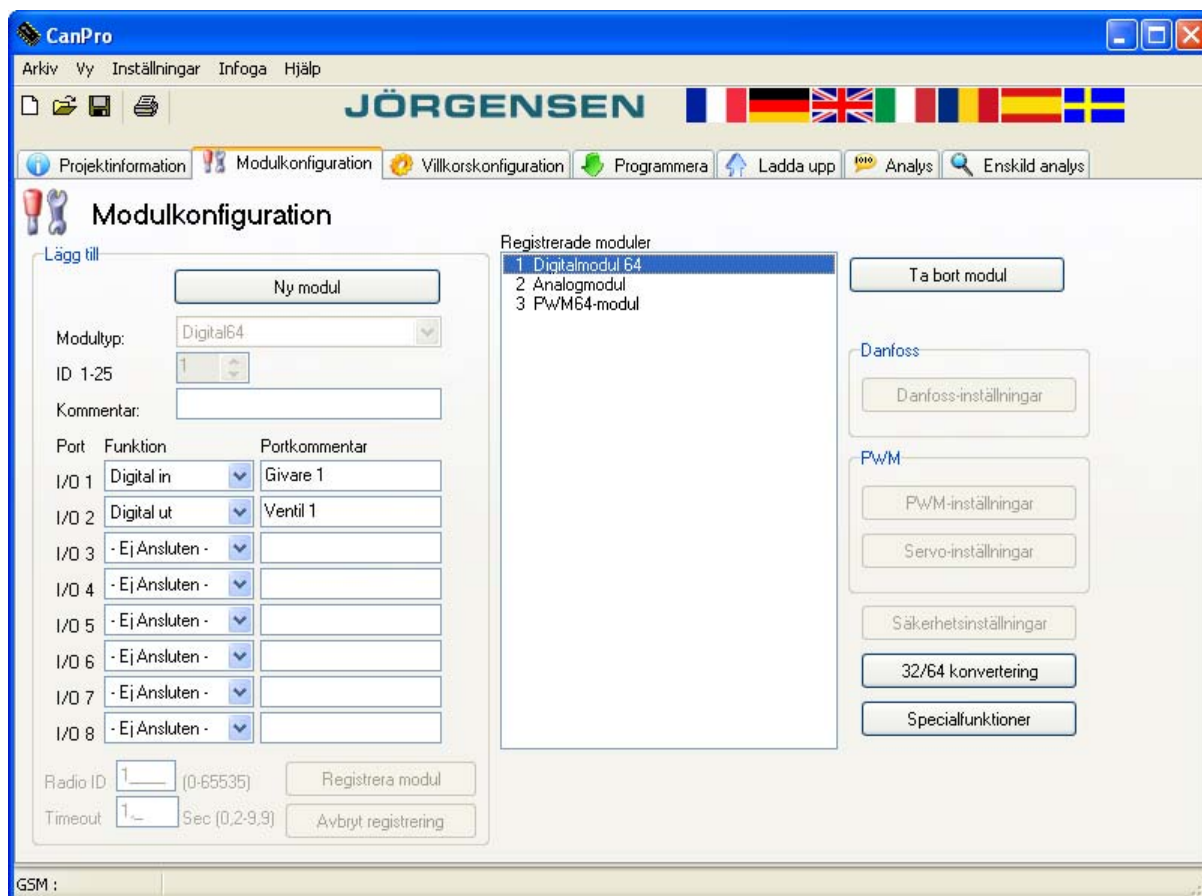 CanPro
Arkiv Vy Inställningar Infoga Hjälp
JÖRGENSEN
Projektinformation Modulkonfiguration Villkorskonfiguration Programmera Ladda upp 1010 Analys Enskild analys
Modulkonfiguration
Lägg till
Ny modul
Modultyp: Digital64
ID 1-25 1
Kommentar:
Port Funktion Portkommentar
I/O 1 Digital in Givare 1
I/O 2 Digital ut Ventil 1
I/O 3 - Ej Ansluten -
I/O 4 - Ej Ansluten -
I/O 5 - Ej Ansluten -
I/O 6 - Ej Ansluten -
I/O 7 - Ej Ansluten -
I/O 8 - Ej Ansluten -
Radio ID 1____ (0-65535) Registrera modul
Timeout 1,_ Sec (0,2-9,9) Avbryt registrering
Registrerade moduler
1 Digitalmodul 64
2 Analogmodul
3 PWM64-modul
Ta bort modul
Danfoss
Danfoss-inställningar
PWM
PWM-inställningar
Servo-inställningar
Säkerhetsinställningar
32/64 konvertering
Specialfunktioner
GSM :